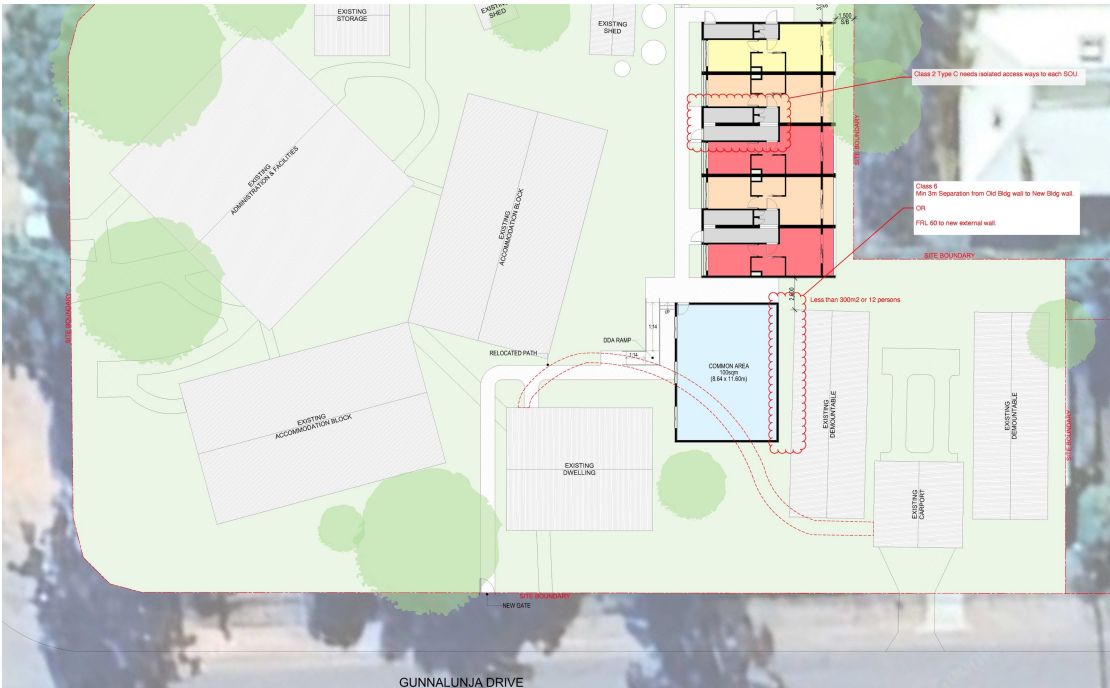 EXISTING
STORAGE
EXISTING
SHED
EXISTING
SHED
1,500
S/B
Class 2 Type C needs isolated access ways to each SOU.
EXISTING
ADMINISTRATION & FACILITIES
EXISTING
ACCOMMODATION BLOCK
SITE BOUNDARY
Class 6
Min 3m Separation from Old Bldg wall to New Bldg wall.
OR
FRL 60 to new external wall.
SITE BOUNDARY
SITE BOUNDARY
Less than 300m2 or 12 persons
1:14
UP
DDA RAMP
1:14
RELOCATED PATH
COMMON AREA
100sqm
(8.64 x 11.60m)
EXISTING
DEMOUNTABLE
EXISTING
DEMOUNTABLE
EXISTING
ACCOMMODATION BLOCK
SITE BOUNDARY
EXISTING
DWELLING
EXISTING
CARPORT
SITE BOUNDARY
NEW GATE
GUNNALUNJA DRIVE